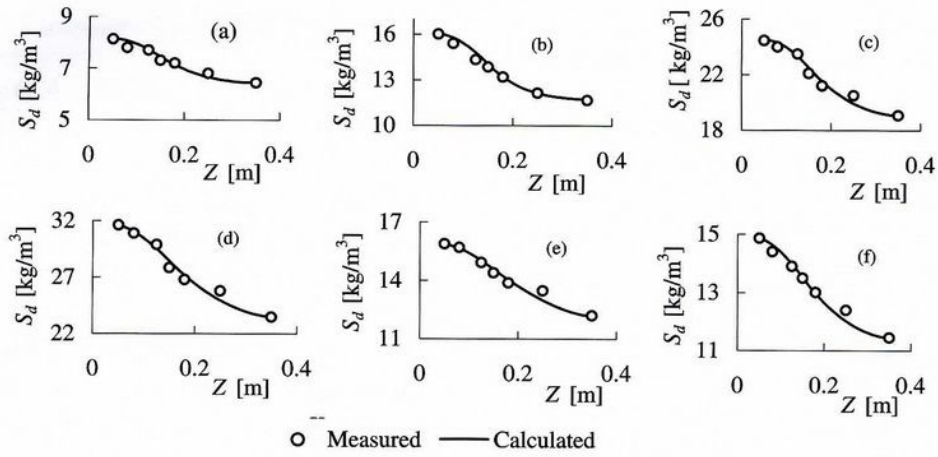 9
7
5
S_d [kg/m³]
(a)
0 0.2 0.4
Z [m]
16
13
10
S_d [kg/m³]
(b)
0 0.2 0.4
Z [m]
26
22
18
S_d [ kg/m³]
(c)
0 0.2 0.4
Z [m]
32
27
22
S_d [kg/m³]
(d)
0 0.2 0.4
Z [m]
17
14
11
S_d [kg/m³]
(e)
0 0.2 0.4
Z [m]
15
13
11
S_d [kg/m³]
(f)
0 0.2 0.4
Z [m]
Measured Calculated